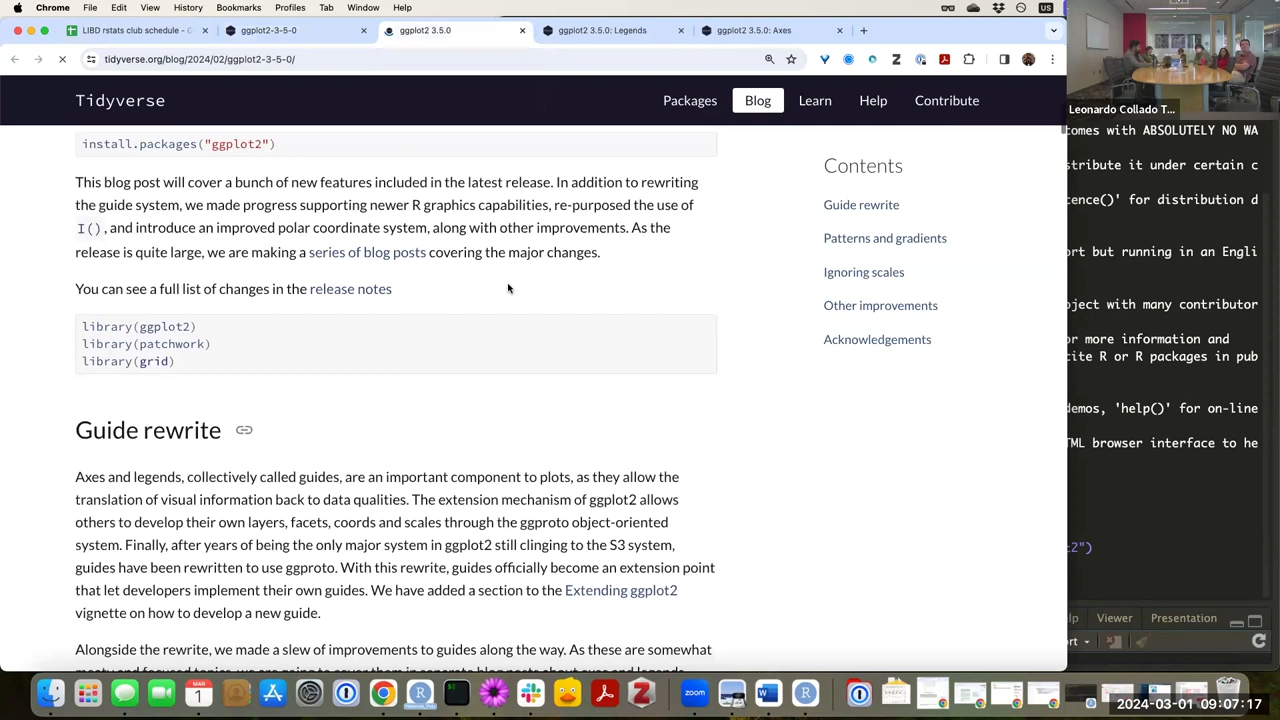 Chrome File Edit View History Bookmarks Profiles Tab Window Help US
LIBD rstats club schedule - G
ggplot2-3-5-0
ggplot2 3.5.0
ggplot2 3.5.0: Legends
ggplot2 3.5.0: Axes
tidyverse.org/blog/2024/02/ggplot2-3-5-0/
Tidyverse
Packages Blog Learn Help Contribute
install.packages("ggplot2")
This blog post will cover a bunch of new features included in the latest release. In addition to rewriting
the guide system, we made progress supporting newer R graphics capabilities, re-purposed the use of
I(), and introduce an improved polar coordinate system, along with other improvements. As the
release is quite large, we are making a series of blog posts covering the major changes.
You can see a full list of changes in the release notes
library(ggplot2)
library(patchwork)
library(grid)
Guide rewrite
Axes and legends, collectively called guides, are an important component to plots, as they allow the
translation of visual information back to data qualities. The extension mechanism of ggplot2 allows
others to develop their own layers, facets, coords and scales through the ggproto object-oriented
system. Finally, after years of being the only major system in ggplot2 still clinging to the S3 system,
guides have been rewritten to use ggproto. With this rewrite, guides officially become an extension point
that let developers implement their own guides. We have added a section to the Extending ggplot2
vignette on how to develop a new guide.
Alongside the rewrite, we made a slew of improvements to guides along the way. As these are somewhat
Contents
Guide rewrite
Patterns and gradients
Ignoring scales
Other improvements
Acknowledgements
Leonardo Collado T...
omes with ABSOLUTELY NO WA
stribute it under certain c
ence()' for distribution d
ort but running in an Engli
oject with many contributor
or more information and
cite R or R packages in pub
demos, 'help()' for on-line
TML browser interface to he
t2")
lp Viewer Presentation
ort
MAR
1
zoom
2024-03-01 09:07:17